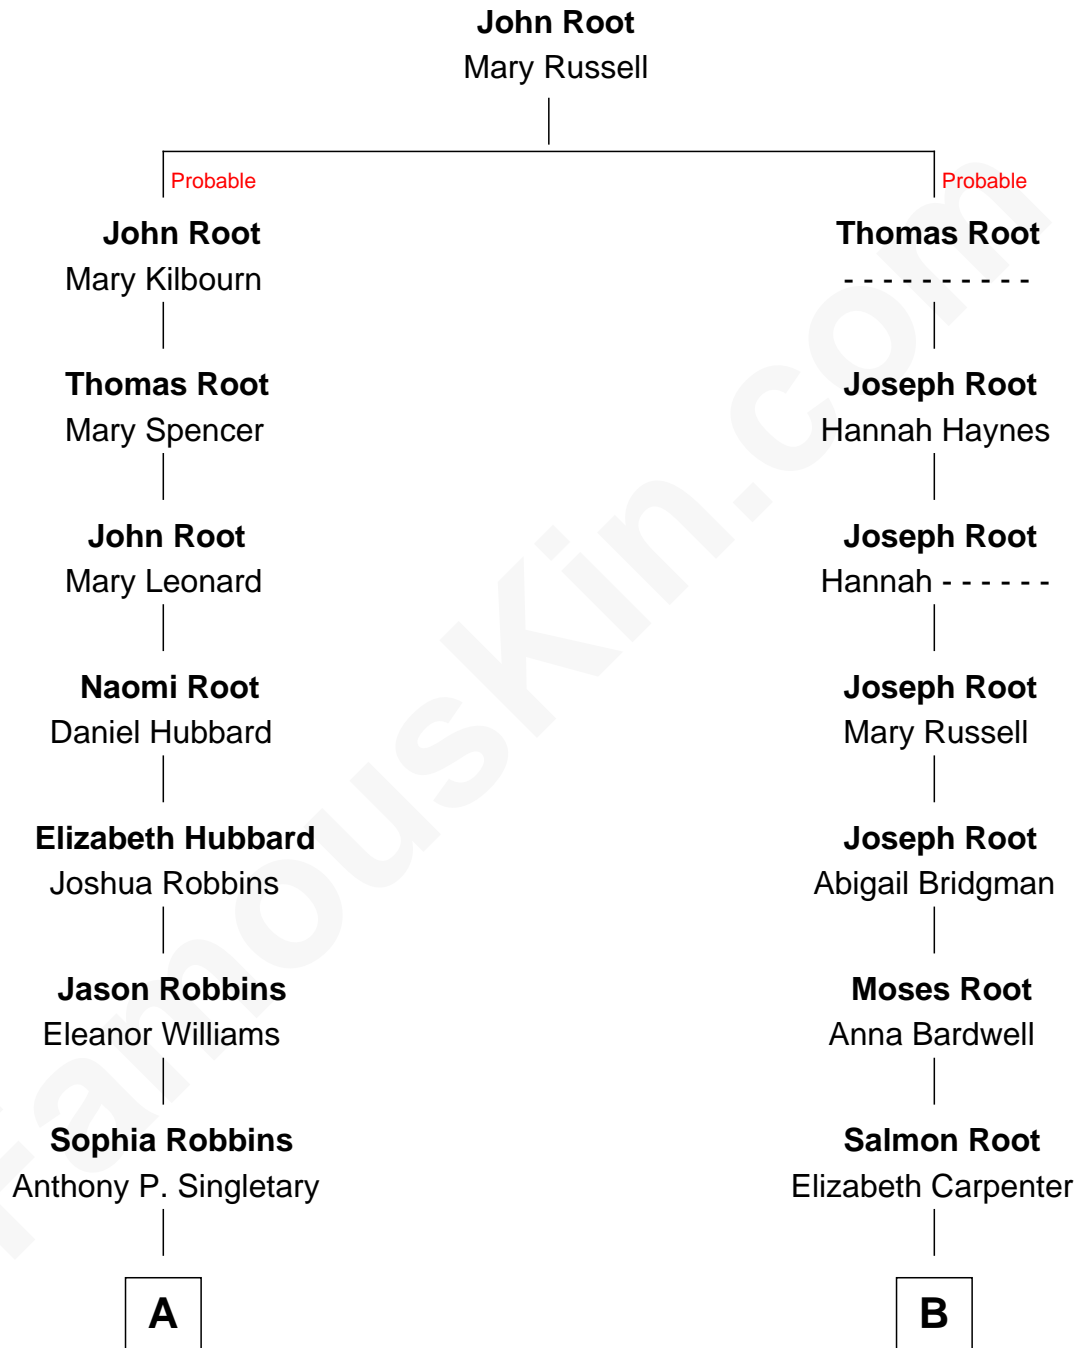 John Root
Mary Russell
Probable
Probable
John Root
Mary Kilbourn
Thomas Root
- - - - - - - - - -
Thomas Root
Mary Spencer
Joseph Root
Hannah Haynes
John Root
Mary Leonard
Joseph Root
Hannah - - - - - -
Naomi Root
Daniel Hubbard
Joseph Root
Mary Russell
Elizabeth Hubbard
Joshua Robbins
Joseph Root
Abigail Bridgman
Jason Robbins
Eleanor Williams
Moses Root
Anna Bardwell
Sophia Robbins
Anthony P. Singletary
Salmon Root
Elizabeth Carpenter
A
B
FamousKin.com